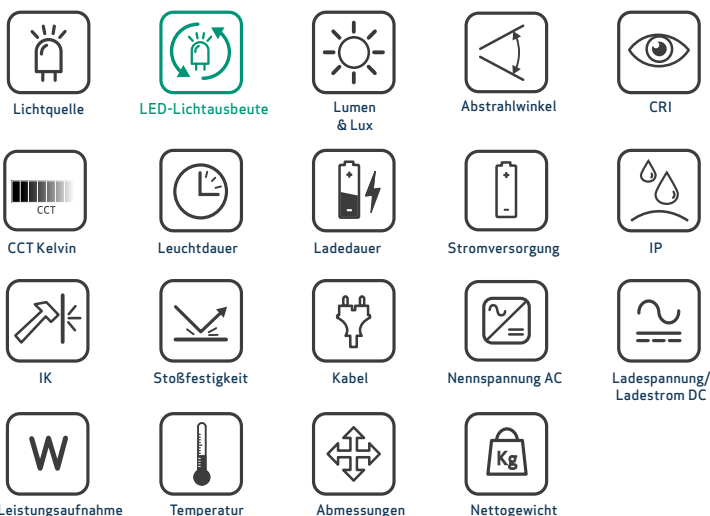 Lichtquelle
LED-Lichtausbeute
Lumen
& Lux
Abstrahlwinkel
CRI
CCT
CCT Kelvin
Leuchtdauer
Ladedauer
Stromversorgung
IP
IK
Stoßfestigkeit
Kabel
Nennspannung AC
Ladespannung/
Ladestrom DC
W
Leistungsaufnahme
Temperatur
Abmessungen
Kg
Nettogewicht